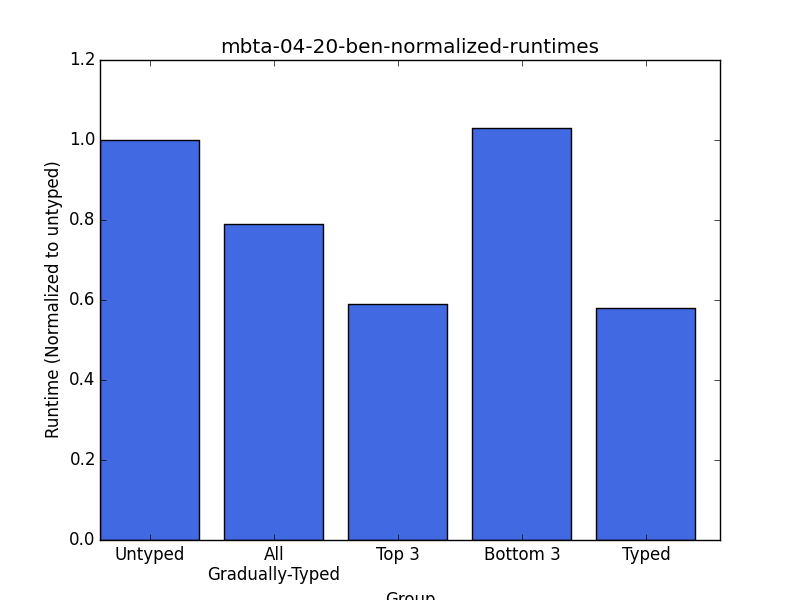 mbta-04-20-ben-normalized-runtimes
1.2
1.0
0.8
0.6
0.4
0.2
0.0
Runtime (Normalized to untyped)
Untyped
All
Gradually-Typed
Top 3
Bottom 3
Typed
Group